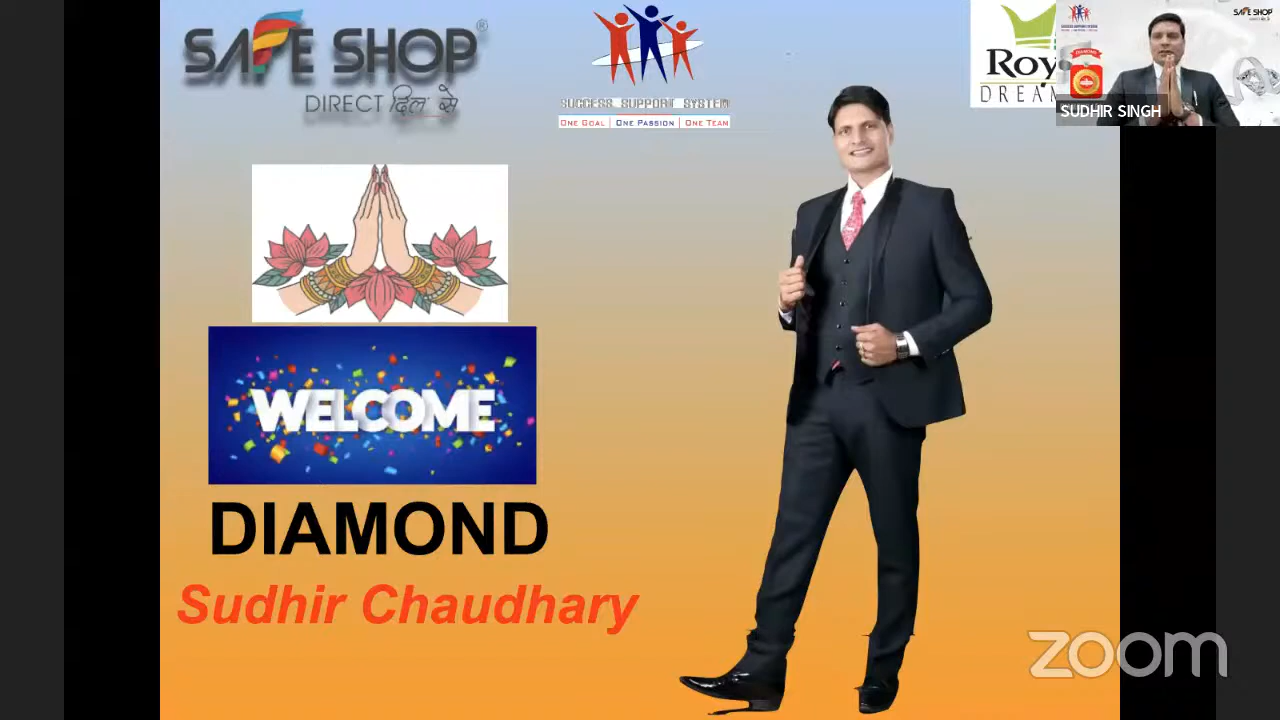 SAFE SHOP®
DIRECT दिल से
SUCCESS SUPPORT SYSTEM
ONE GOAL | ONE PASSION | ONE TEAM
Roy
DREAM
SAFE SHOP
DIAMOND
SUDHIR SINGH
WELCOME
DIAMOND
Sudhir Chaudhary
zoom